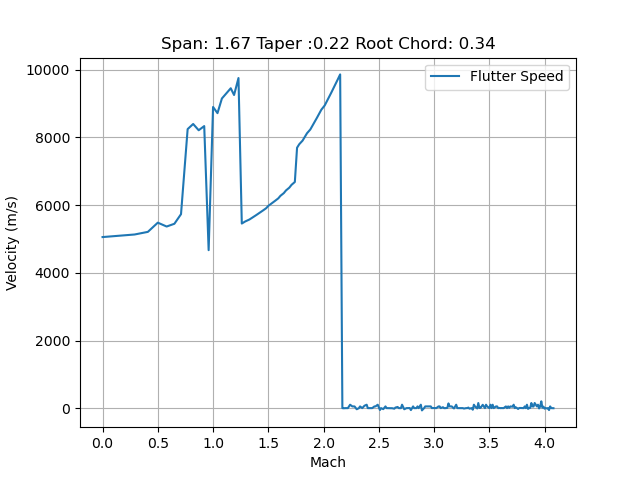 Span: 1.67 Taper :0.22 Root Chord: 0.34
Flutter Speed
Velocity (m/s)
10000
8000
6000
4000
2000
0
0.0 0.5 1.0 1.5 2.0 2.5 3.0 3.5 4.0
Mach